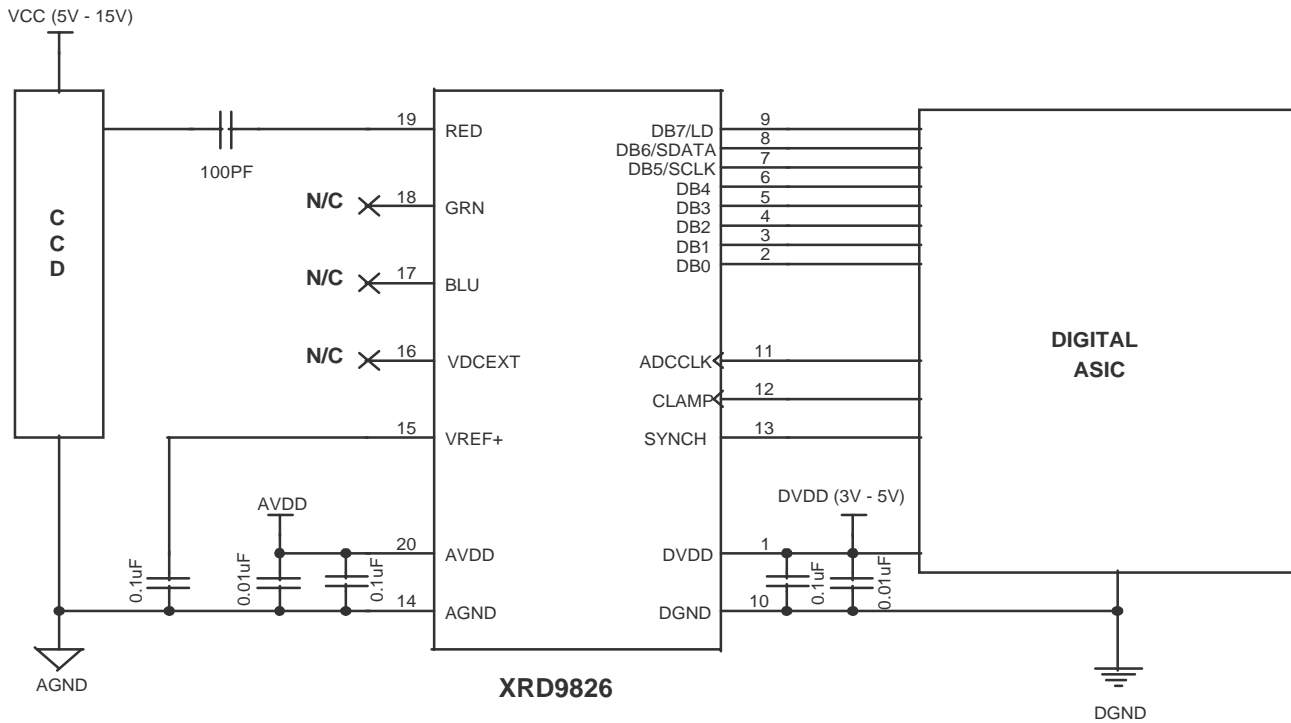 VCC (5V - 15V)
C
C
D
100PF
19 RED
N/C 18 GRN
N/C 17 BLU
N/C 16 VDCEXT
15 VREF+
AVDD
20 AVDD
14 AGND
0.1uF
0.01uF
0.1uF
AGND
DB7/LD 9
DB6/SDATA 8
DB5/SCLK 7
DB4 6
DB3 5
DB2 4
DB1 3
DB0 2
ADCCLK 11
CLAMP 12
SYNCH 13
DVDD (3V - 5V)
DVDD 1
DGND 10
0.1uF
0.01uF
XRD9826
DIGITAL
ASIC
DGND